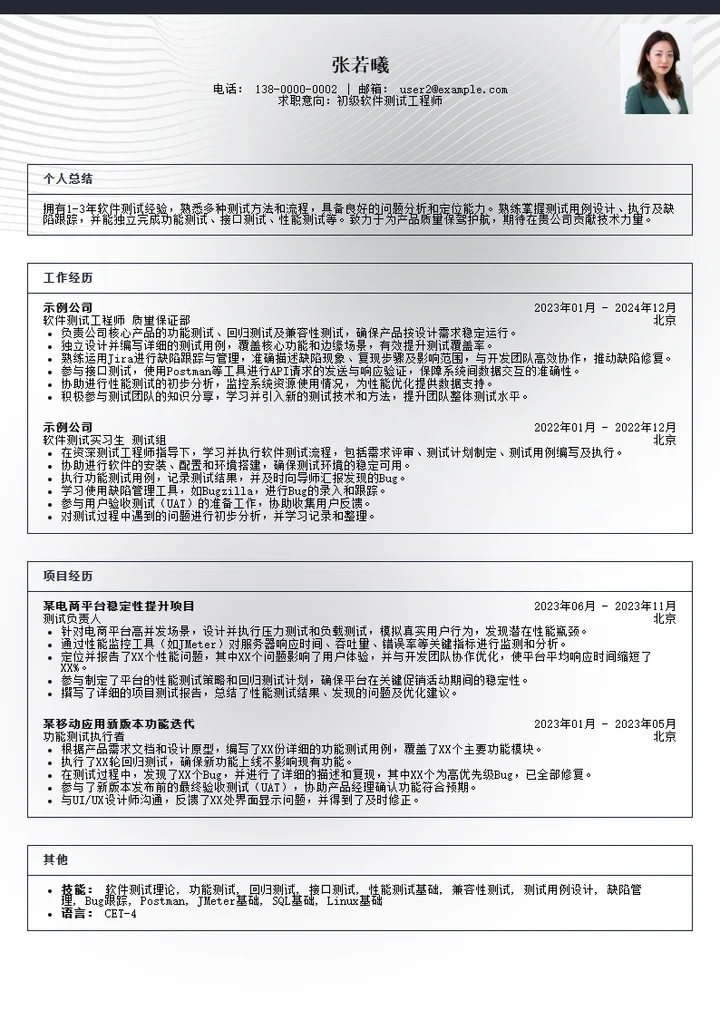 张若曦
电话: 138-0000-0002 | 邮箱: user2@example.com
求职意向：初级软件测试工程师
个人总结
拥有1-3年软件测试经验，熟悉多种测试方法和流程，具备良好的问题分析和定位能力。熟练掌握测试用例设计、执行及缺
陷跟踪，并能独立完成功能测试、接口测试、性能测试等。致力于为产品质量保驾护航，期待在贵公司贡献技术力量。
工作经历
示例公司 2023年01月 - 2024年12月
软件测试工程师 质量保证部 北京
• 负责公司核心产品的功能测试、回归测试及兼容性测试，确保产品按设计需求稳定运行。
• 独立设计并编写详细的测试用例，覆盖核心功能和边缘场景，有效提升测试覆盖率。
• 熟练运用Jira进行缺陷跟踪与管理，准确描述缺陷现象、复现步骤及影响范围，与开发团队高效协作，推动缺陷修复。
• 参与接口测试，使用Postman等工具进行API请求的发送与响应验证，保障系统间数据交互的准确性。
• 协助进行性能测试的初步分析，监控系统资源使用情况，为性能优化提供数据支持。
• 积极参与测试团队的知识分享，学习并引入新的测试技术和方法，提升团队整体测试水平。
示例公司 2022年01月 - 2022年12月
软件测试实习生 测试组 北京
• 在资深测试工程师指导下，学习并执行软件测试流程，包括需求评审、测试计划制定、测试用例编写及执行。
• 协助进行软件的安装、配置和环境搭建，确保测试环境的稳定可用。
• 执行功能测试用例，记录测试结果，并及时向导师汇报发现的Bug。
• 学习使用缺陷管理工具，如Bugzilla，进行Bug的录入和跟踪。
• 参与用户验收测试（UAT）的准备工作，协助收集用户反馈。
• 对测试过程中遇到的问题进行初步分析，并学习记录和整理。
项目经历
某电商平台稳定性提升项目 2023年06月 - 2023年11月
测试负责人 北京
• 针对电商平台高并发场景，设计并执行压力测试和负载测试，模拟真实用户行为，发现潜在性能瓶颈。
• 通过性能监控工具（如JMeter）对服务器响应时间、吞吐量、错误率等关键指标进行监测和分析。
• 定位并报告了XX个性能问题，其中XX个问题影响了用户体验，并与开发团队协作优化，使平台平均响应时间缩短了
XX%。
• 参与制定了平台的性能测试策略和回归测试计划，确保平台在关键促销活动期间的稳定性。
• 撰写了详细的项目测试报告，总结了性能测试结果、发现的问题及优化建议。
某移动应用新版本功能迭代 2023年01月 - 2023年05月
功能测试执行者 北京
• 根据产品需求文档和设计原型，编写了XX份详细的功能测试用例，覆盖了XX个主要功能模块。
• 执行了XX轮回归测试，确保新功能上线不影响现有功能。
• 在测试过程中，发现了XX个Bug，并进行了详细的描述和复现，其中XX个为高优先级Bug，已全部修复。
• 参与了新版本发布前的最终验收测试（UAT），协助产品经理确认功能符合预期。
• 与UI/UX设计师沟通，反馈了XX处界面显示问题，并得到了及时修正。
其他
• 技能: 软件测试理论, 功能测试, 回归测试, 接口测试, 性能测试基础, 兼容性测试, 测试用例设计, 缺陷管
理, Bug跟踪, Postman, JMeter基础, SQL基础, Linux基础
• 语言: CET-4